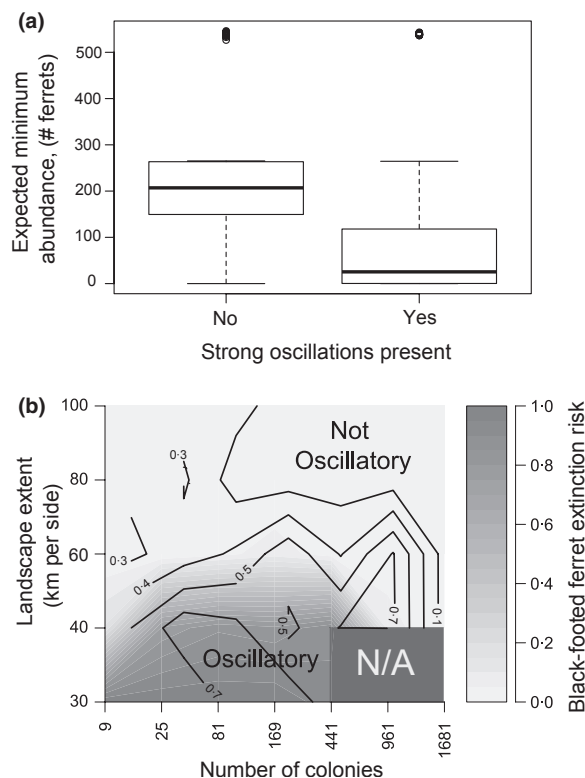 (a)
Expected minimum
abundance, (# ferrets)
500
400
300
200
100
0
No
Yes
Strong oscillations present
(b)
Landscape extent
(km per side)
100
80
60
40
30
Not
Oscillatory
Oscillatory
N/A
0·3
0·3
0·4
0·5
0·5
0·7
0·7
0·1
9
25
81
169
441
961
1681
Number of colonies
1·0
0·8
0·6
0·4
0·2
0·0
Black-footed ferret extinction risk